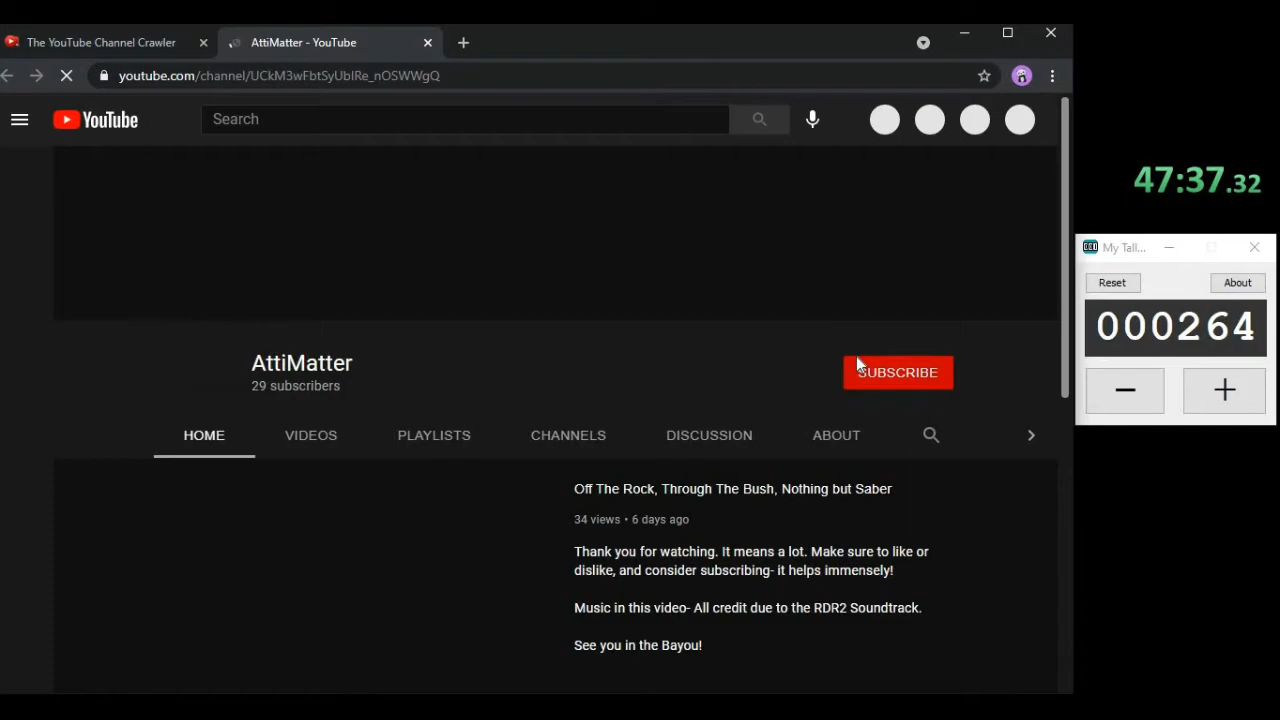 The YouTube Channel Crawler
AttiMatter - YouTube
youtube.com/channel/UCkM3wFbtSyUbIRe_nOSWWgQ
YouTube
Search
47:37.32
My Tall...
Reset
About
000264
AttiMatter
29 subscribers
SUBSCRIBE
HOME
VIDEOS
PLAYLISTS
CHANNELS
DISCUSSION
ABOUT
Off The Rock, Through The Bush, Nothing but Saber
34 views • 6 days ago
Thank you for watching. It means a lot. Make sure to like or
dislike, and consider subscribing- it helps immensely!
Music in this video- All credit due to the RDR2 Soundtrack.
See you in the Bayou!